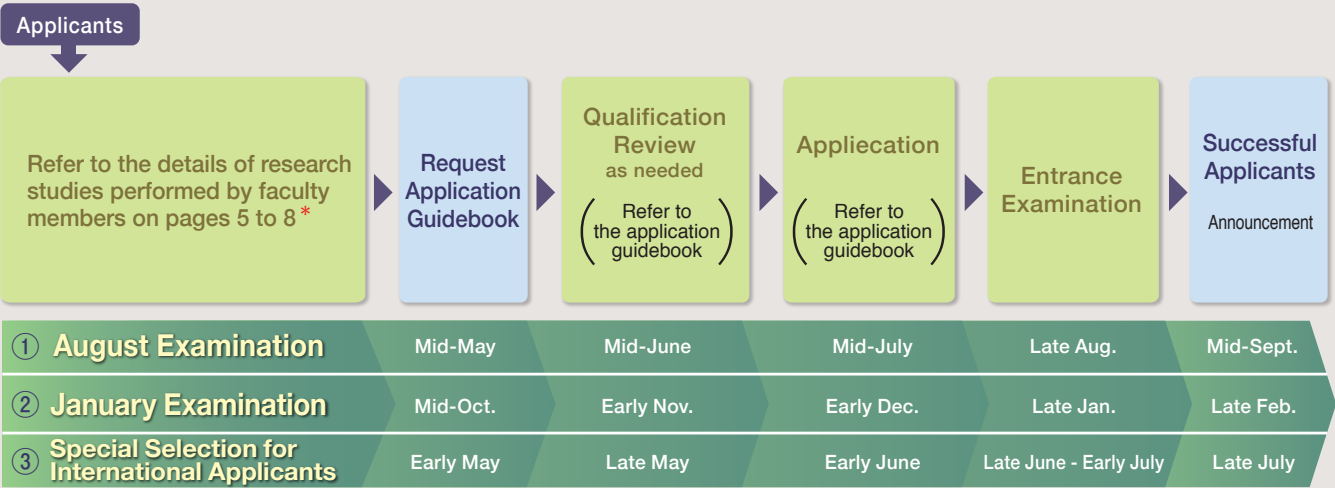 Applicants
Refer to the details of research
studies performed by faculty
members on pages 5 to 8*
Request
Application
Guidebook
Qualification
Review
as needed
(Refer to
the application
guidebook)
Appliecation
(Refer to
the application
guidebook)
Entrance
Examination
Successful
Applicants
Announcement
① August Examination Mid-May Mid-June Mid-July Late Aug. Mid-Sept.
② January Examination Mid-Oct. Early Nov. Early Dec. Late Jan. Late Feb.
③ Special Selection for
International Applicants Early May Late May Early June Late June - Early July Late July